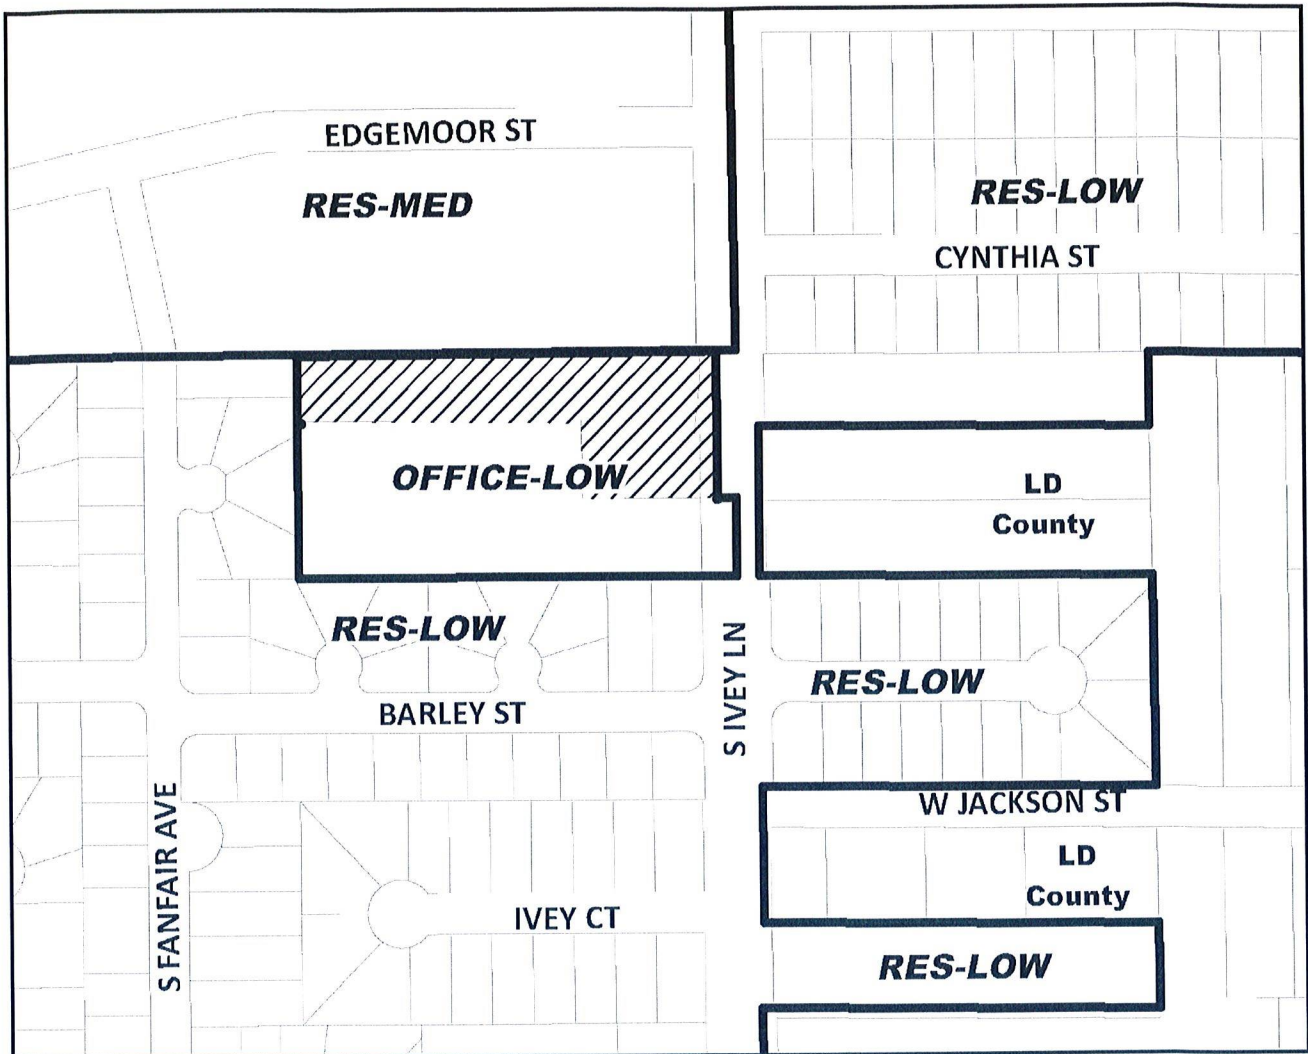 EDGEMOOR ST
RES-MED
RES-LOW
CYNTHIA ST
OFFICE-LOW
LD
County
RES-LOW
S IVEY LN
RES-LOW
BARLEY ST
W JACKSON ST
S FANFAIR AVE
LD
County
IVEY CT
RES-LOW